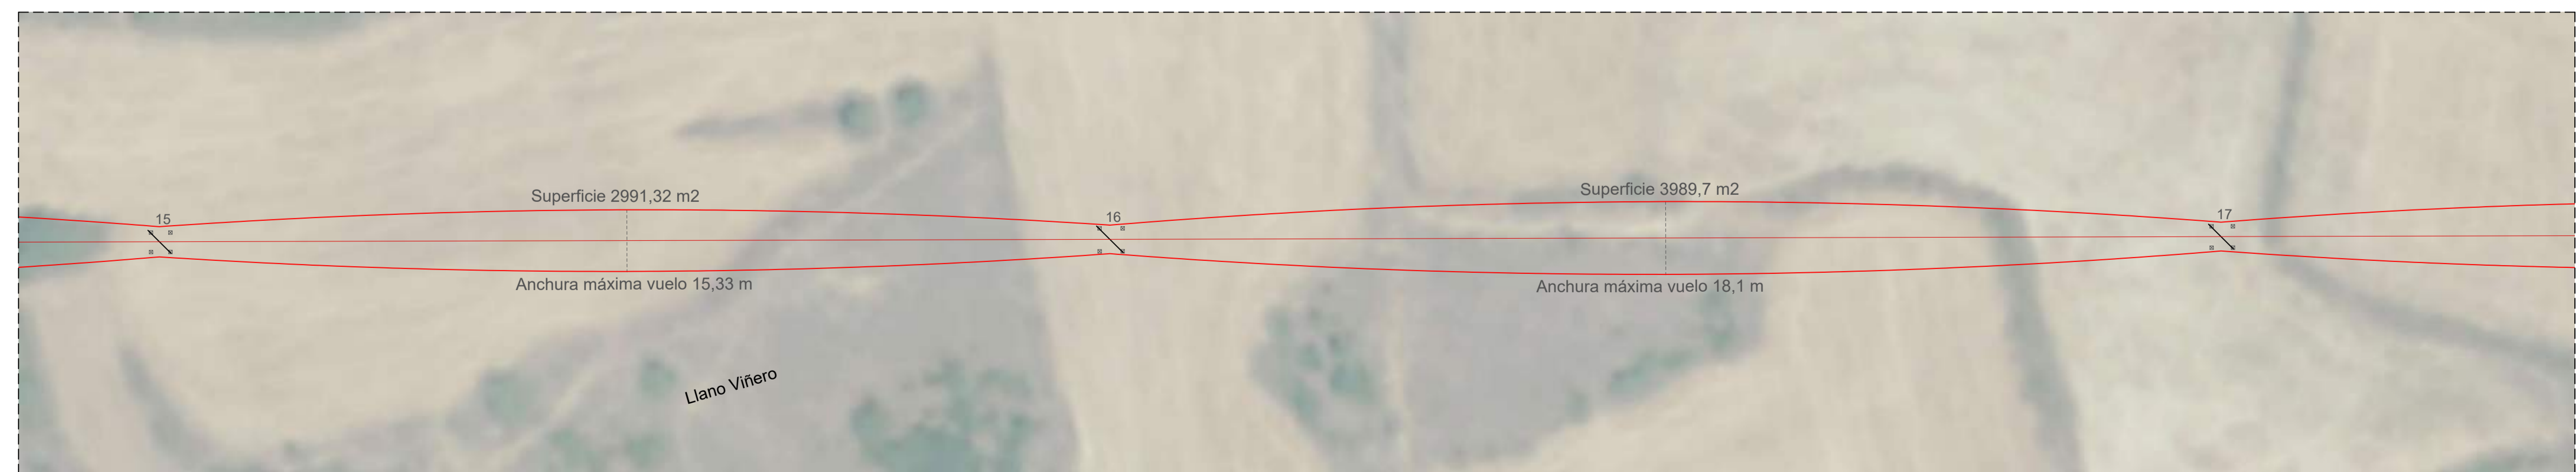 Superficie 2991,32 m2
Superficie 3989,7 m2
15
16
17
Anchura máxima vuelo 15,33 m
Anchura máxima vuelo 18,1 m
Llano Viñero